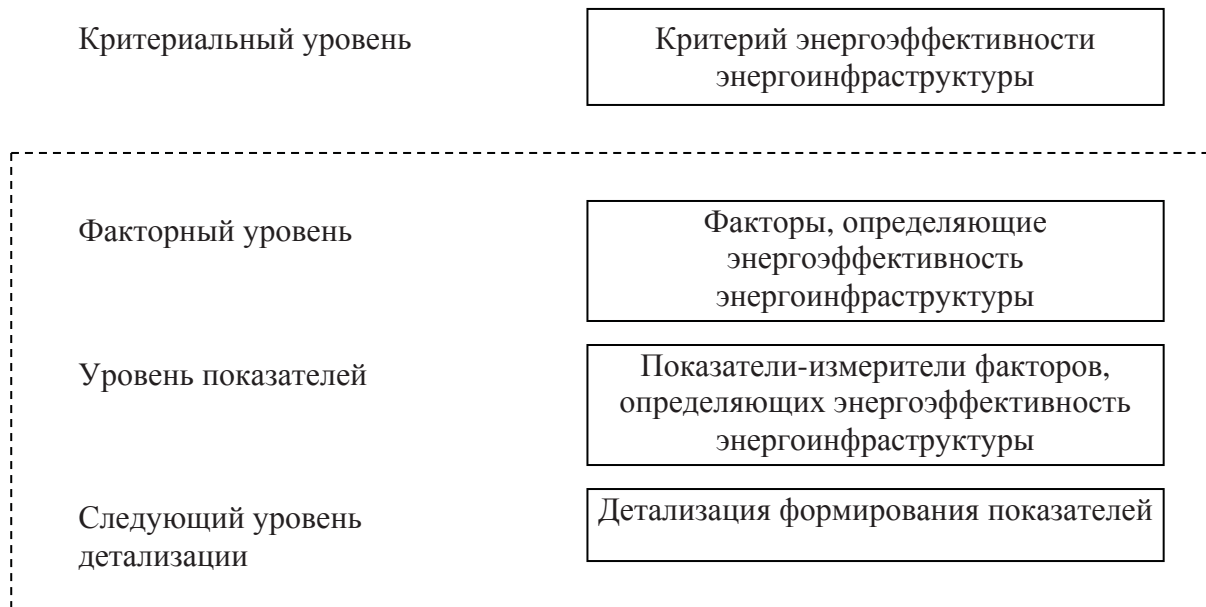 Критериальный уровень
Критерий энергоэффективности
энергоинфраструктуры
Факторный уровень
Факторы, определяющие
энергоэффективность
энергоинфраструктуры
Уровень показателей
Показатели-измерители факторов,
определяющих энергоэффективность
энергоинфраструктуры
Следующий уровень
детализации
Детализация формирования показателей